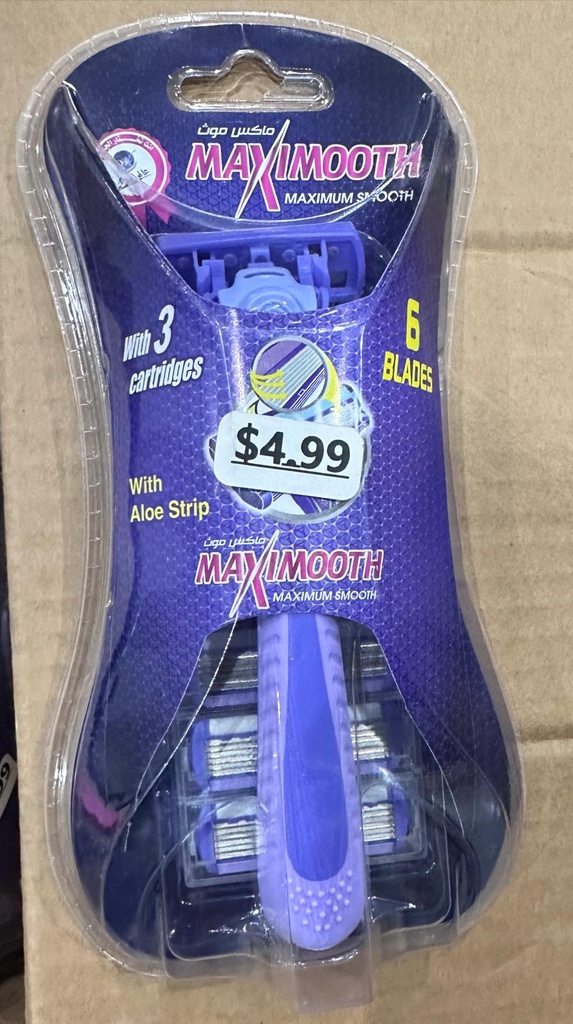 ماكس موث
MAXIMOOTH
MAXIMUM SMOOTH
With 3
cartridges
6
BLADES
$4.99
With
Aloe Strip
ماكس موث
MAXIMOOTH
MAXIMUM SMOOTH